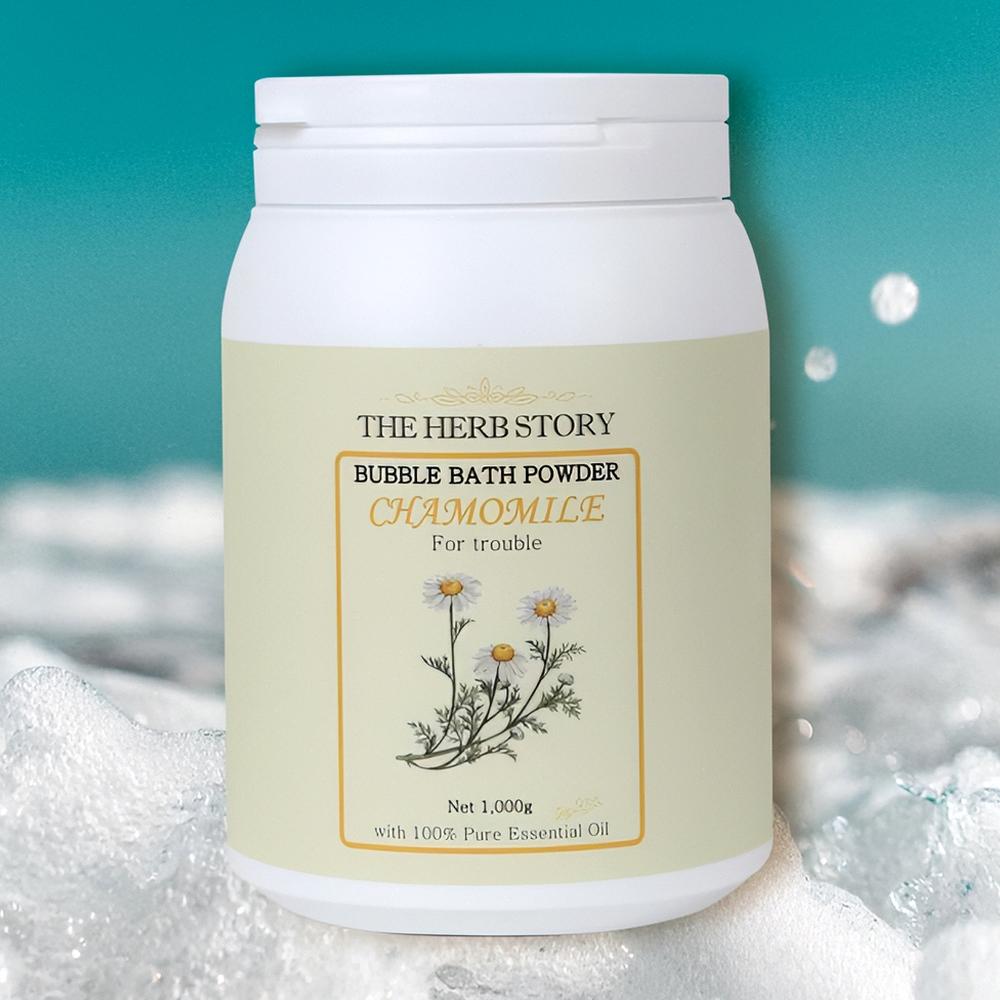 THE HERB STORY
BUBBLE BATH POWDER
CHAMOMILE
For trouble
Net 1,000g
with 100% Pure Essential Oil